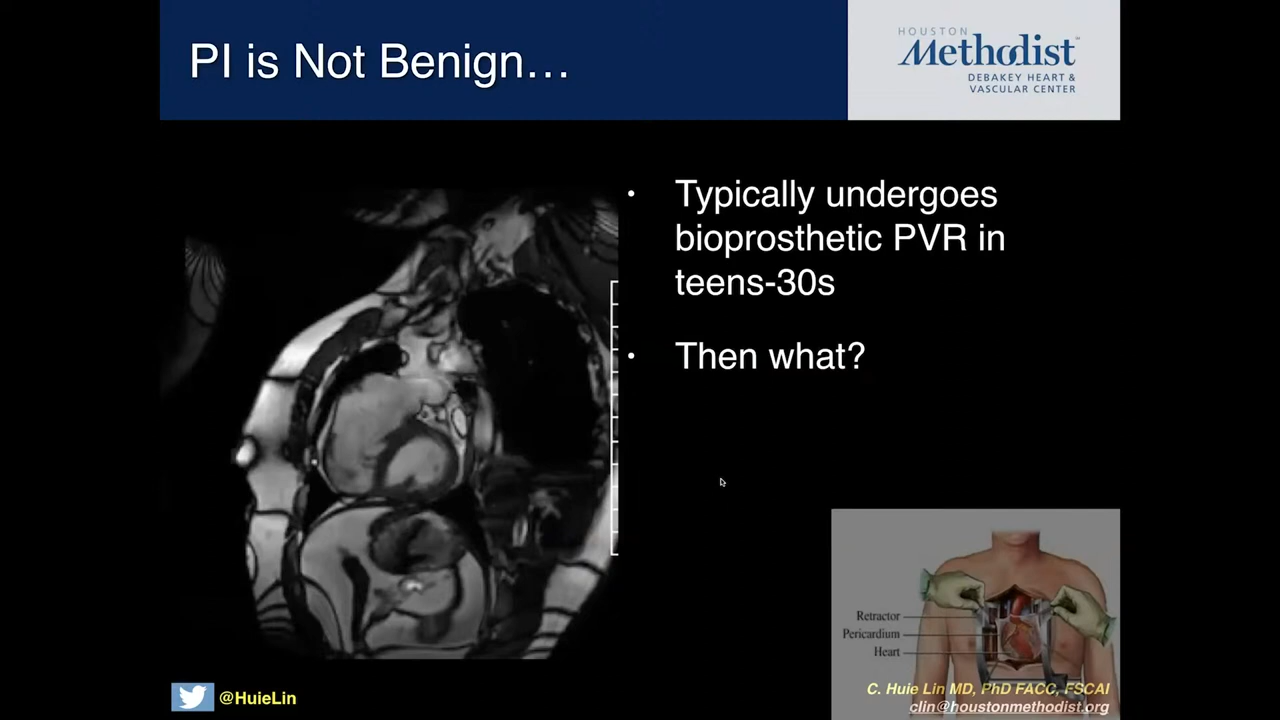 PI is Not Benign…
HOUSTON
Methodist
DEBAKEY HEART &
VASCULAR CENTER
• Typically undergoes
bioprosthetic PVR in
teens-30s
• Then what?
Retractor
Pericardium
Heart
C. Huie Lin MD, PhD FACC, FSCAI
clin@houstonmethodist.org
@HuieLin